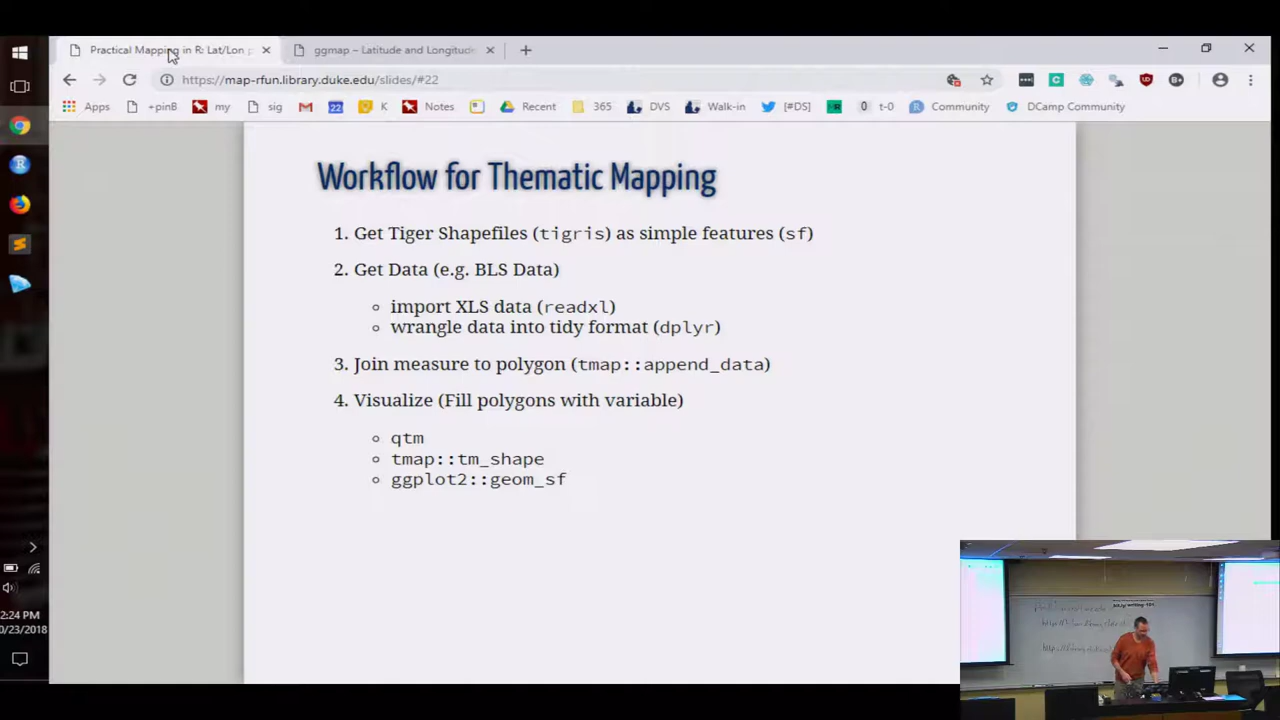 Practical Mapping in R: Lat/Lon p
ggmap – Latitude and Longitude
https://map-rfun.library.duke.edu/slides/#22
Apps
+pinB
my
sig
22
K
Notes
Recent
365
DVS
Walk-in
[#DS]
t-0
Community
DCamp Community
Workflow for Thematic Mapping
1. Get Tiger Shapefiles (tigris) as simple features (sf)
2. Get Data (e.g. BLS Data)
import XLS data (readxl)
wrangle data into tidy format (dplyr)
3. Join measure to polygon (tmap::append_data)
4. Visualize (Fill polygons with variable)
qtm
tmap::tm_shape
ggplot2::geom_sf
2:24 PM
0/23/2018